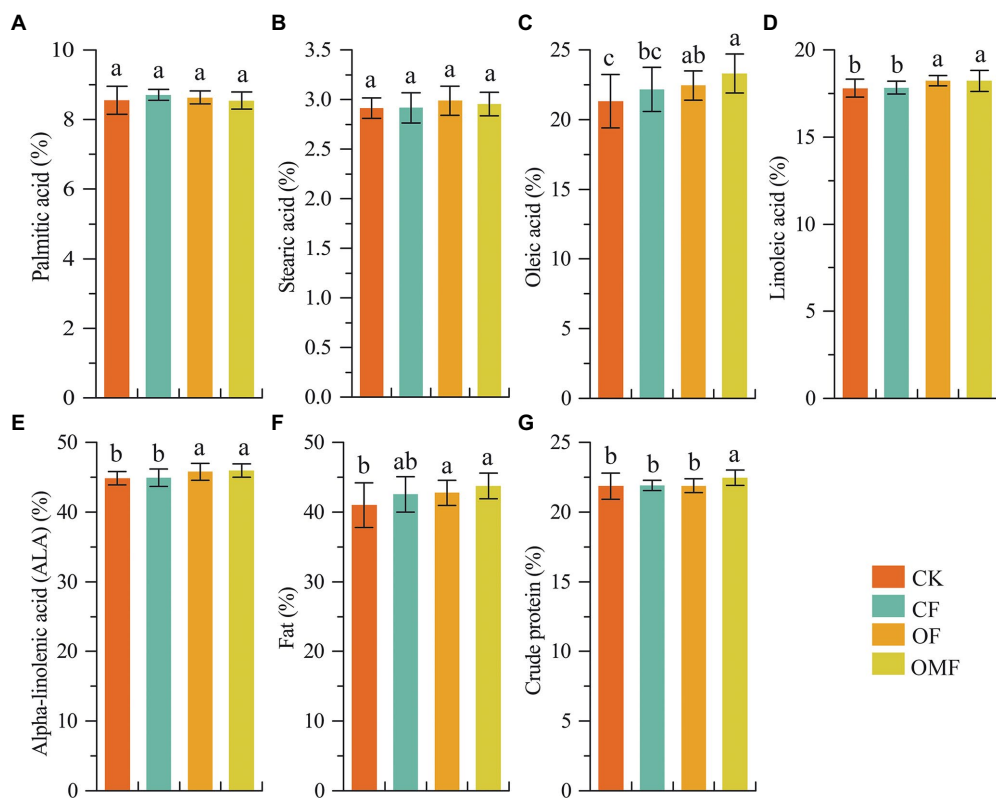 A
Palmitic acid (%)
10
8
6
4
2
0
a a a a
B
Stearic acid (%)
3.5
3.0
2.5
2.0
1.5
1.0
0.5
0.0
a a a a
C
Oleic acid (%)
25
20
15
10
5
0
c bc ab a
D
Linoleic acid (%)
20
15
10
5
0
b b a a
E
Alpha-linolenic acid (ALA) (%)
50
40
30
20
10
0
b b a a
F
Fat (%)
50
40
30
20
10
0
b ab a a
G
Crude protein (%)
25
20
15
10
5
0
b b b a
CK
CF
OF
OMF